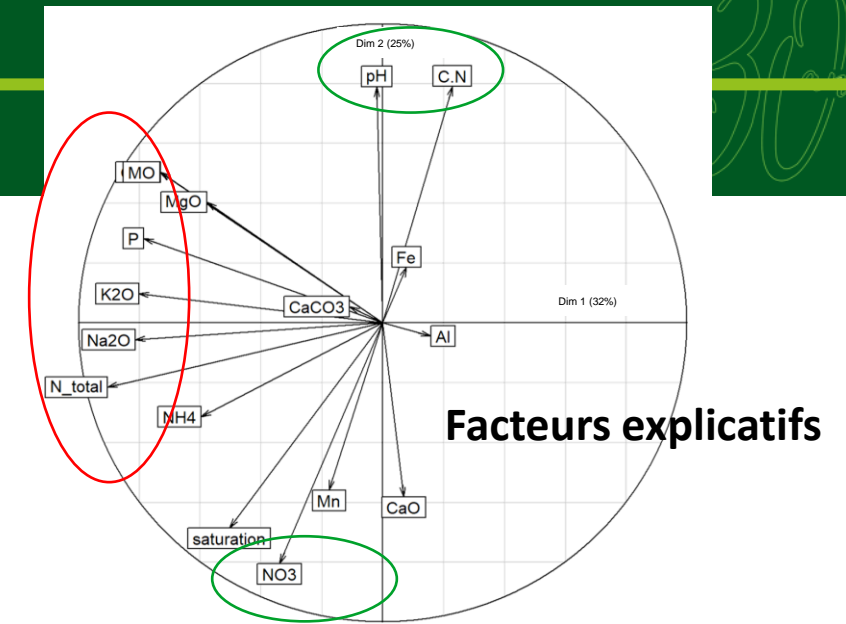 Dim 2 (25%)
pH
C.N
MO
MgO
P
Fe
K2O
CaCO3
Dim 1 (32%)
Na2O
Al
N_total
NH4
Facteurs explicatifs
Mn
CaO
saturation
NO3